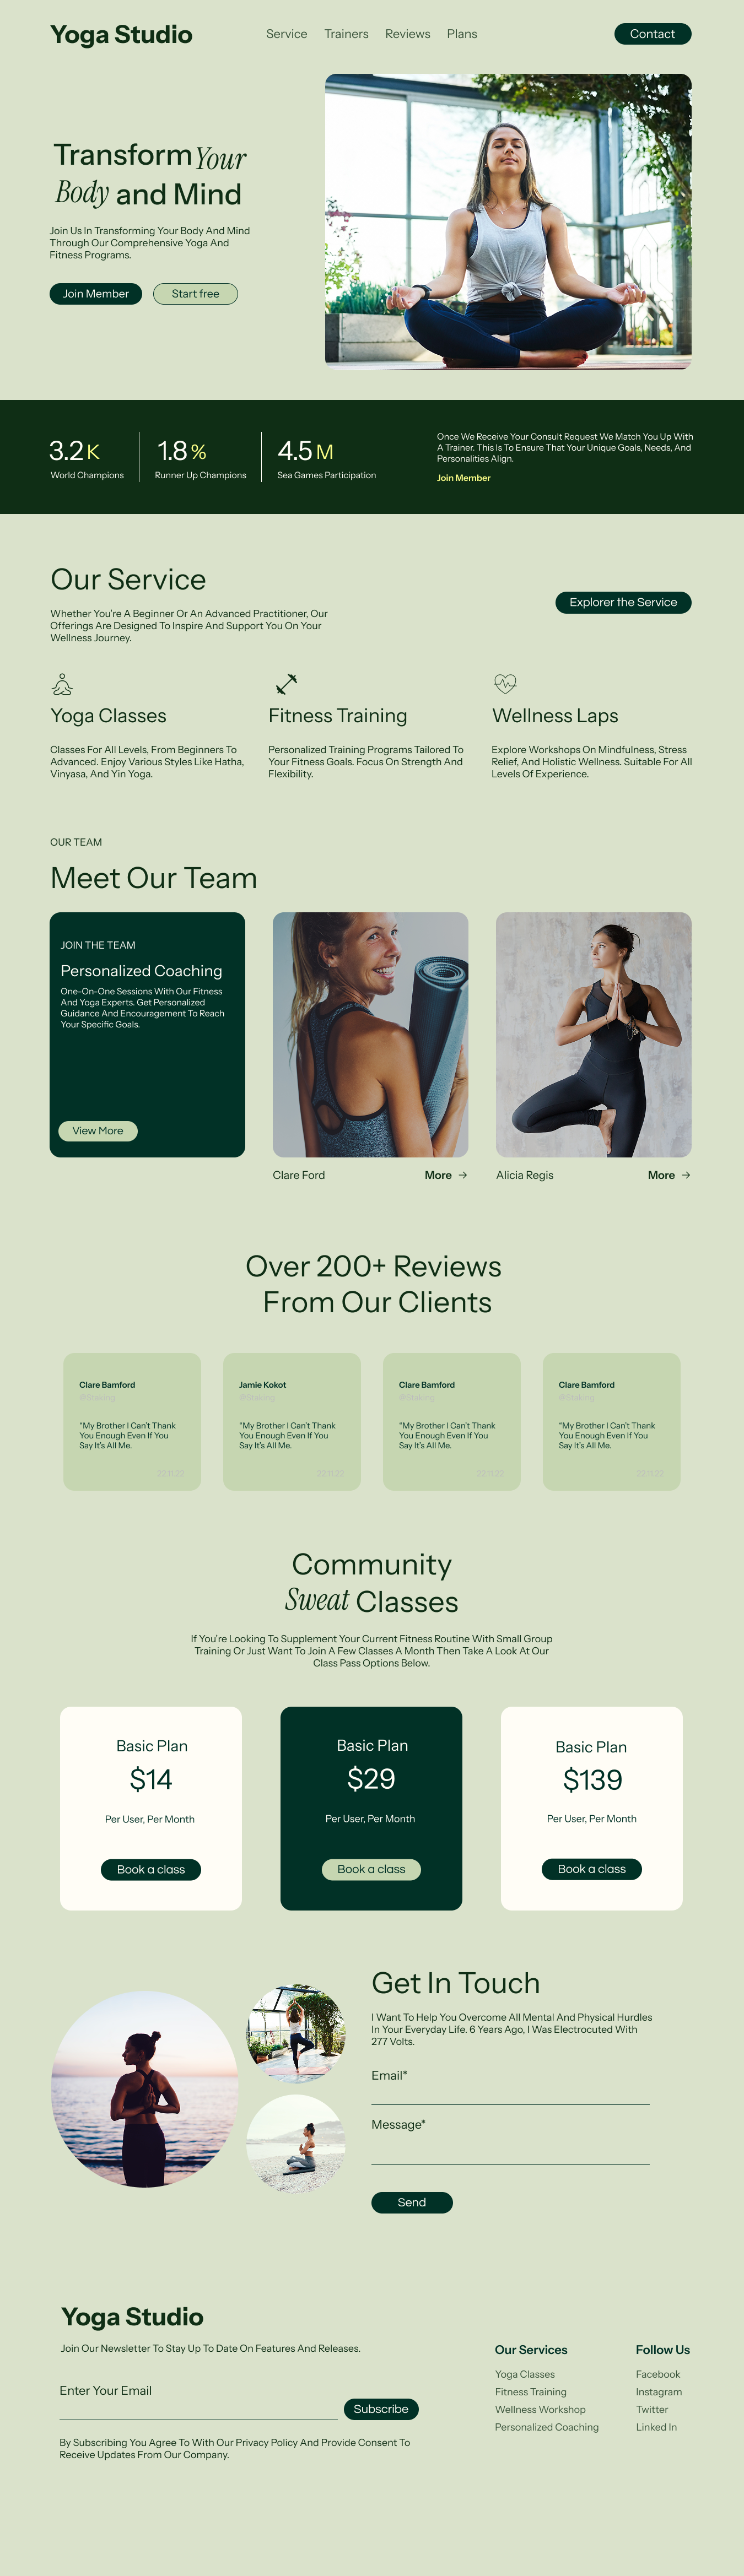 Yoga Studio
Service Trainers Reviews Plans
Contact
Transform Your
Body and Mind
Join Us In Transforming Your Body And Mind
Through Our Comprehensive Yoga And
Fitness Programs.
Join Member
Start free
3.2 K
World Champions
1.8 %
Runner Up Champions
4.5 M
Sea Games Participation
Once We Receive Your Consult Request We Match You Up With
A Trainer. This Is To Ensure That Your Unique Goals, Needs, And
Personalities Align.
Join Member
Our Service
Whether You're A Beginner Or An Advanced Practitioner, Our
Offerings Are Designed To Inspire And Support You On Your
Wellness Journey.
Explorer the Service
Yoga Classes
Classes For All Levels, From Beginners To
Advanced. Enjoy Various Styles Like Hatha,
Vinyasa, And Yin Yoga.
Fitness Training
Personalized Training Programs Tailored To
Your Fitness Goals. Focus On Strength And
Flexibility.
Wellness Laps
Explore Workshops On Mindfulness, Stress
Relief, And Holistic Wellness. Suitable For All
Levels Of Experience.
OUR TEAM
Meet Our Team
JOIN THE TEAM
Personalized Coaching
One-On-One Sessions With Our Fitness
And Yoga Experts. Get Personalized
Guidance And Encouragement To Reach
Your Specific Goals.
View More
Clare Ford
More →
Alicia Regis
More →
Over 200+ Reviews
From Our Clients
Clare Bamford
"My Brother I Can't Thank
You Enough Even If You
Say It's All Me.
22.11.22
Jamie Kokot
"My Brother I Can't Thank
You Enough Even If You
Say It's All Me.
22.11.22
Clare Bamford
"My Brother I Can't Thank
You Enough Even If You
Say It's All Me.
22.11.22
Clare Bamford
"My Brother I Can't Thank
You Enough Even If You
Say It's All Me.
22.11.22
Community
Sweat Classes
If You're Looking To Supplement Your Current Fitness Routine With Small Group
Training Or Just Want To Join A Few Classes A Month Then Take A Look At Our
Class Pass Options Below.
Basic Plan
$14
Per User, Per Month
Book a class
Basic Plan
$29
Per User, Per Month
Book a class
Basic Plan
$139
Per User, Per Month
Book a class
Get In Touch
I Want To Help You Overcome All Mental And Physical Hurdles
In Your Everyday Life. 6 Years Ago, I Was Electrocuted With
277 Volts.
Email*
Message*
Send
Yoga Studio
Join Our Newsletter To Stay Up To Date On Features And Releases.
Enter Your Email
Subscribe
By Subscribing You Agree To With Our Privacy Policy And Provide Consent To
Receive Updates From Our Company.
Our Services
Yoga Classes
Fitness Training
Wellness Workshop
Personalized Coaching
Follow Us
Facebook
Instagram
Twitter
Linked In